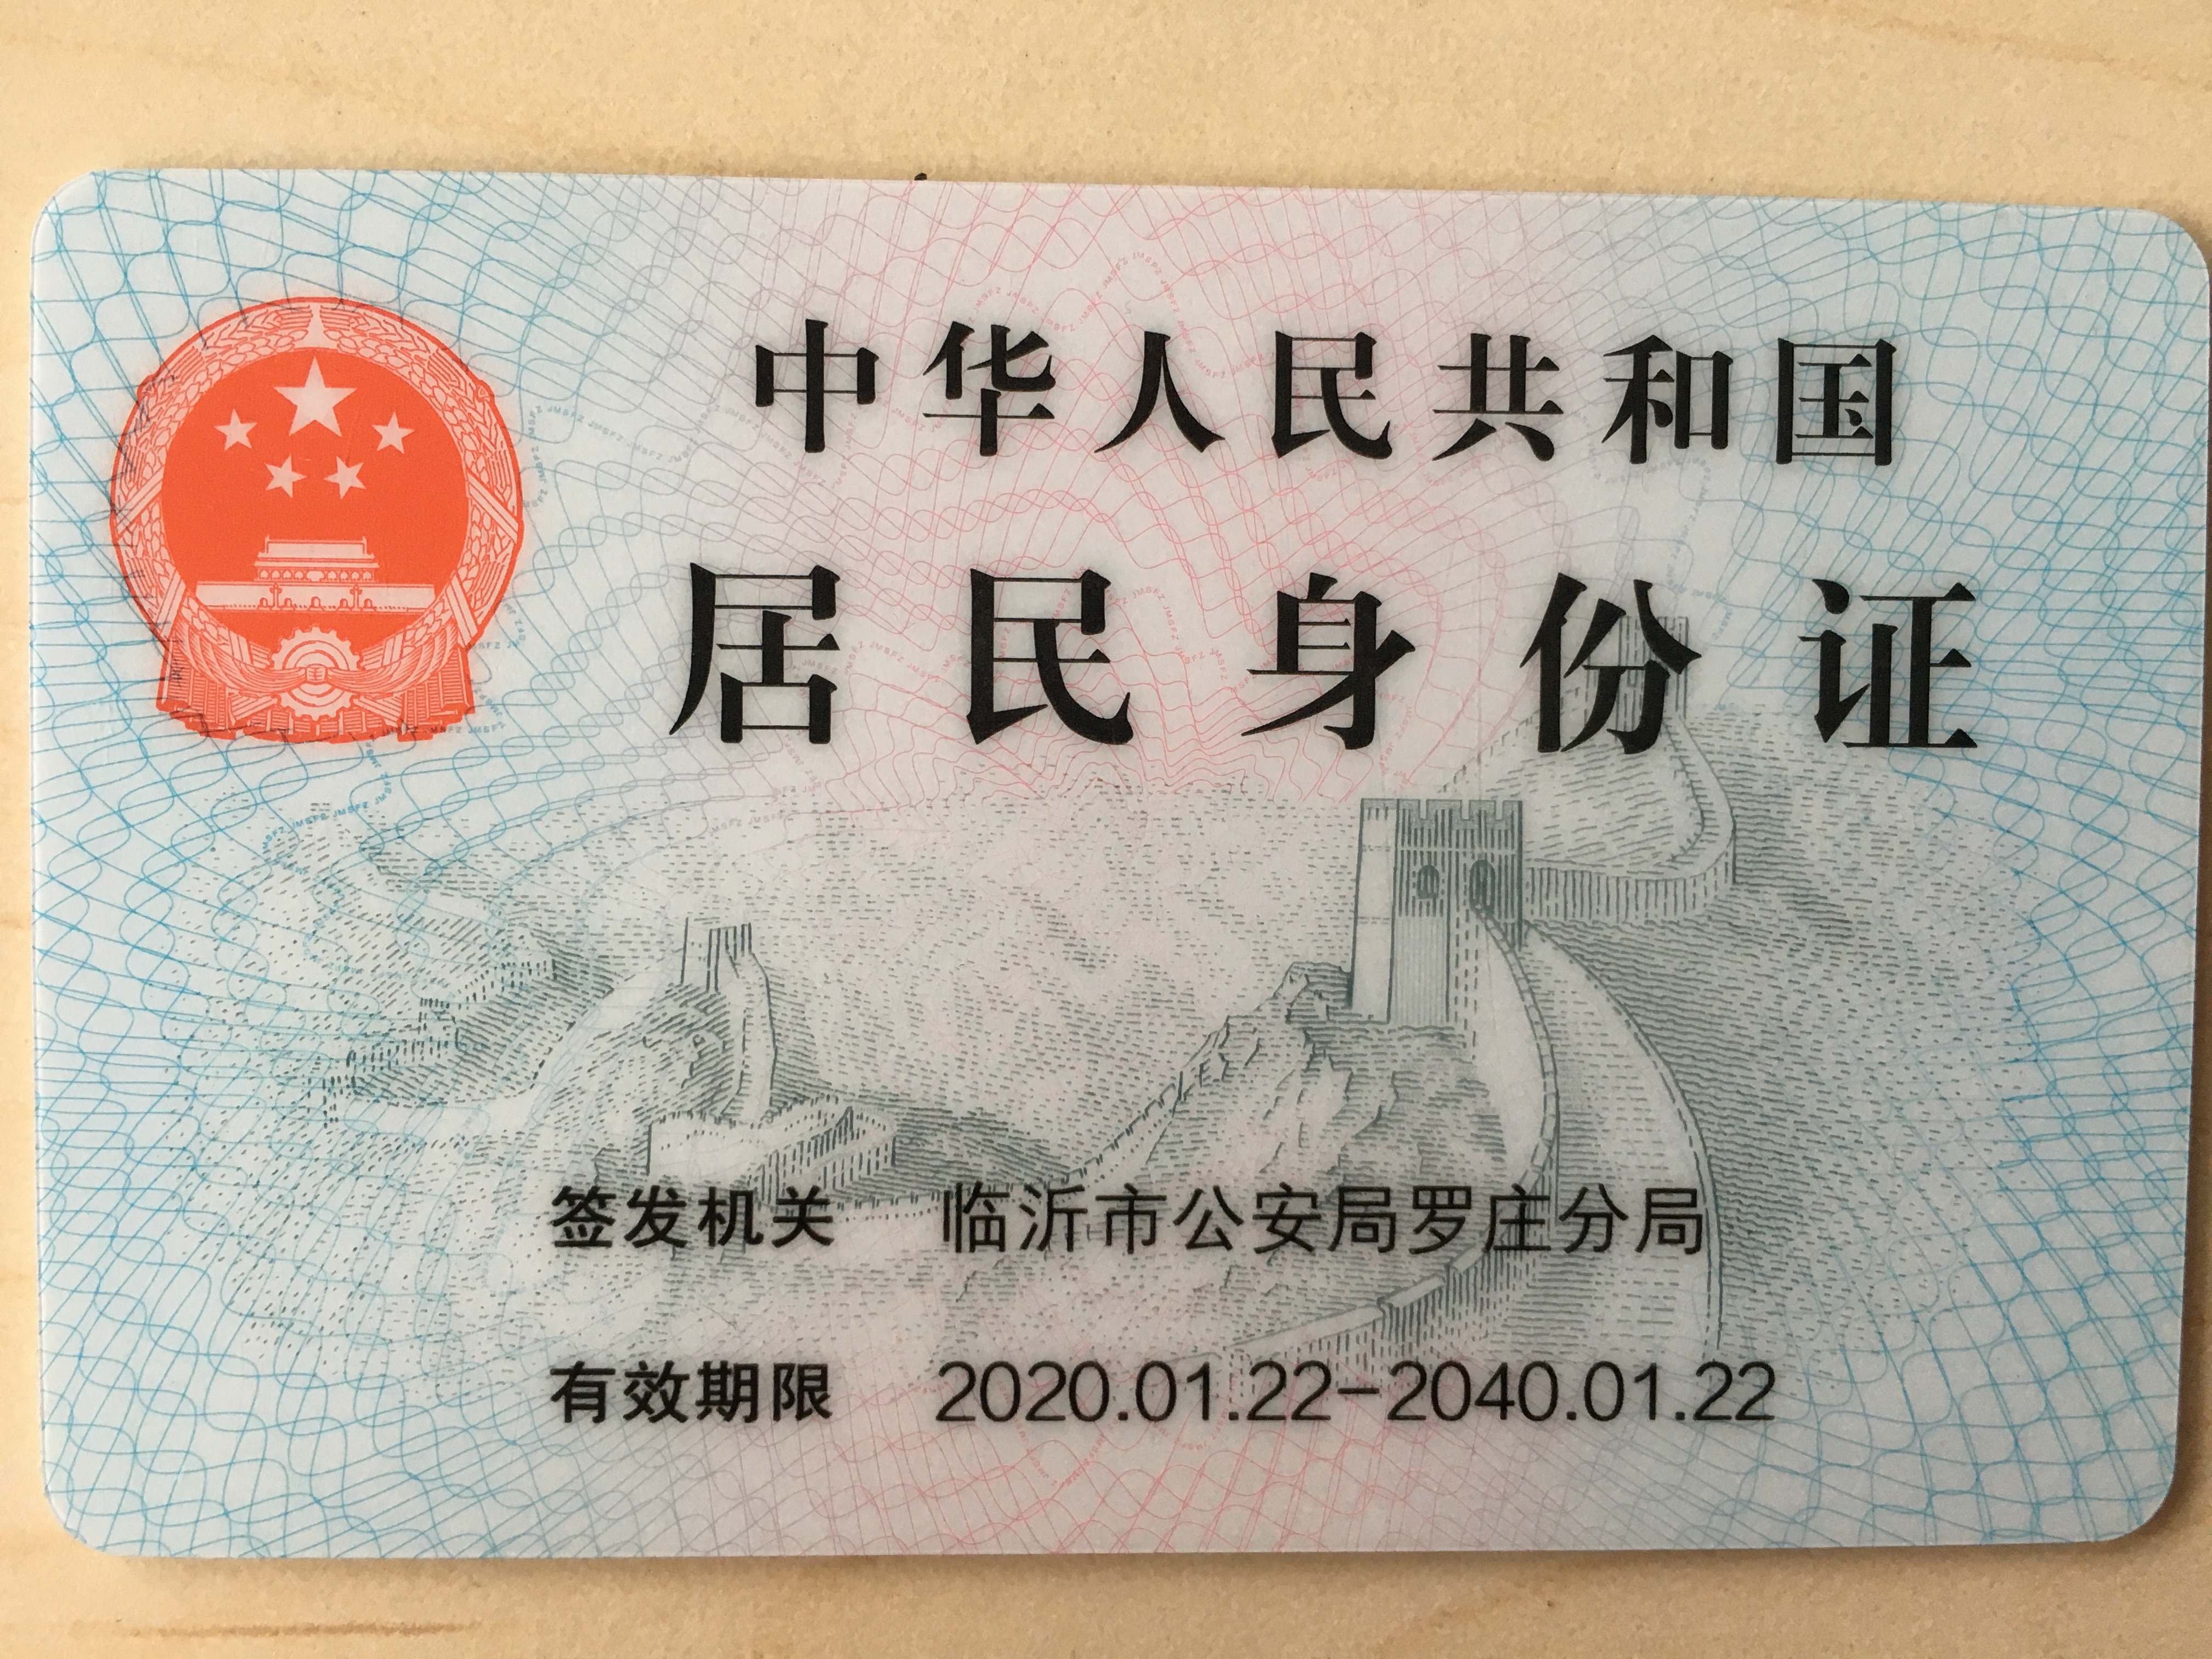 中华人民共和国
居民身份证
签发机关 临沂市公安局罗庄分局
有效期限 2020.01.22-2040.01.22